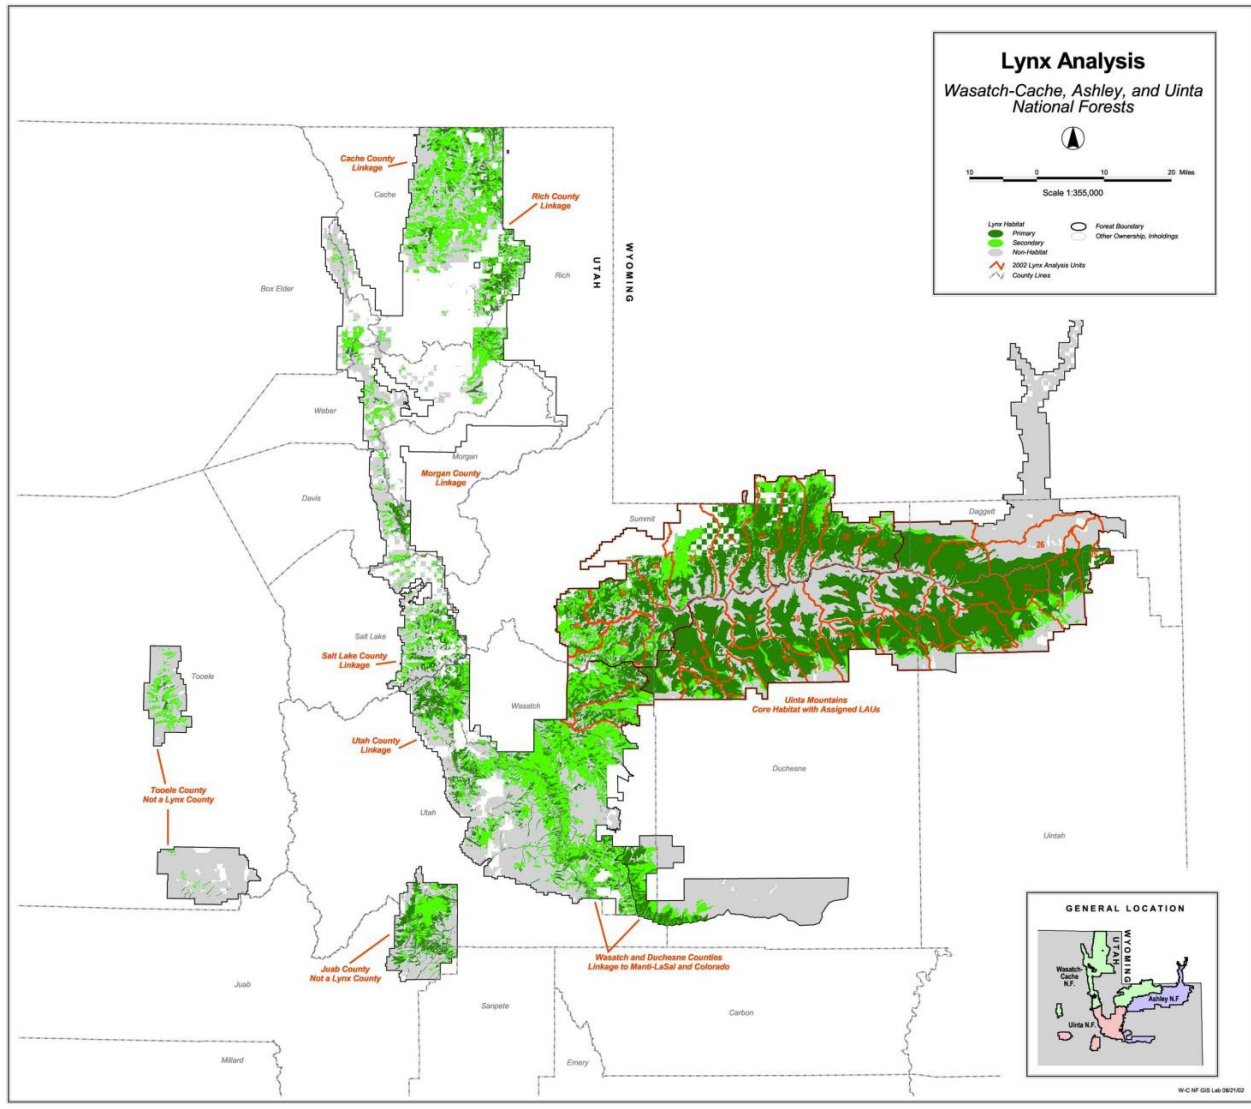 Lynx Analysis
Wasatch-Cache, Ashley, and Uinta
National Forests
10 0 10 20 Miles
Scale 1:355,000
Lynx Habitat
Primary
Secondary
Non-Habitat
2002 Lynx Analysis Units
County Lines
Forest Boundary
Other Ownership, Inholdings
Cache County
Linkage
Cache
Rich County
Linkage
UTAH
WYOMING
Rich
Box Elder
Weber
Morgan
Morgan County
Linkage
Davis
Summit
Daggett
26
Salt Lake
Salt Lake County
Linkage
Tooele
Wasatch
Uinta Mountains
Core Habitat with Assigned LAUs
Utah County
Linkage
Duchesne
Tooele County
Not a Lynx County
Utah
Uintah
Juab County
Not a Lynx County
Wasatch and Duchesne Counties
Linkage to Manti-LaSal and Colorado
Juab
Sanpete
Carbon
Millard
Emery
GENERAL LOCATION
UTAH
WYOMING
Wasatch-
Cache
N.F.
Ashley N.F
Uinta N.F.
W-C NF GIS Lab 08/21/02